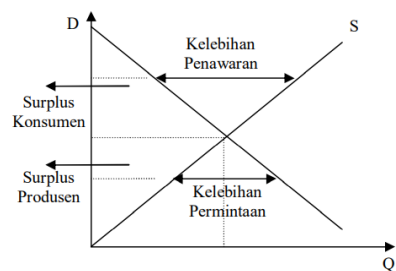 D
Kelebihan
Penawaran
S
Surplus
Konsumen
Surplus
Produsen
Kelebihan
Permintaan
Q